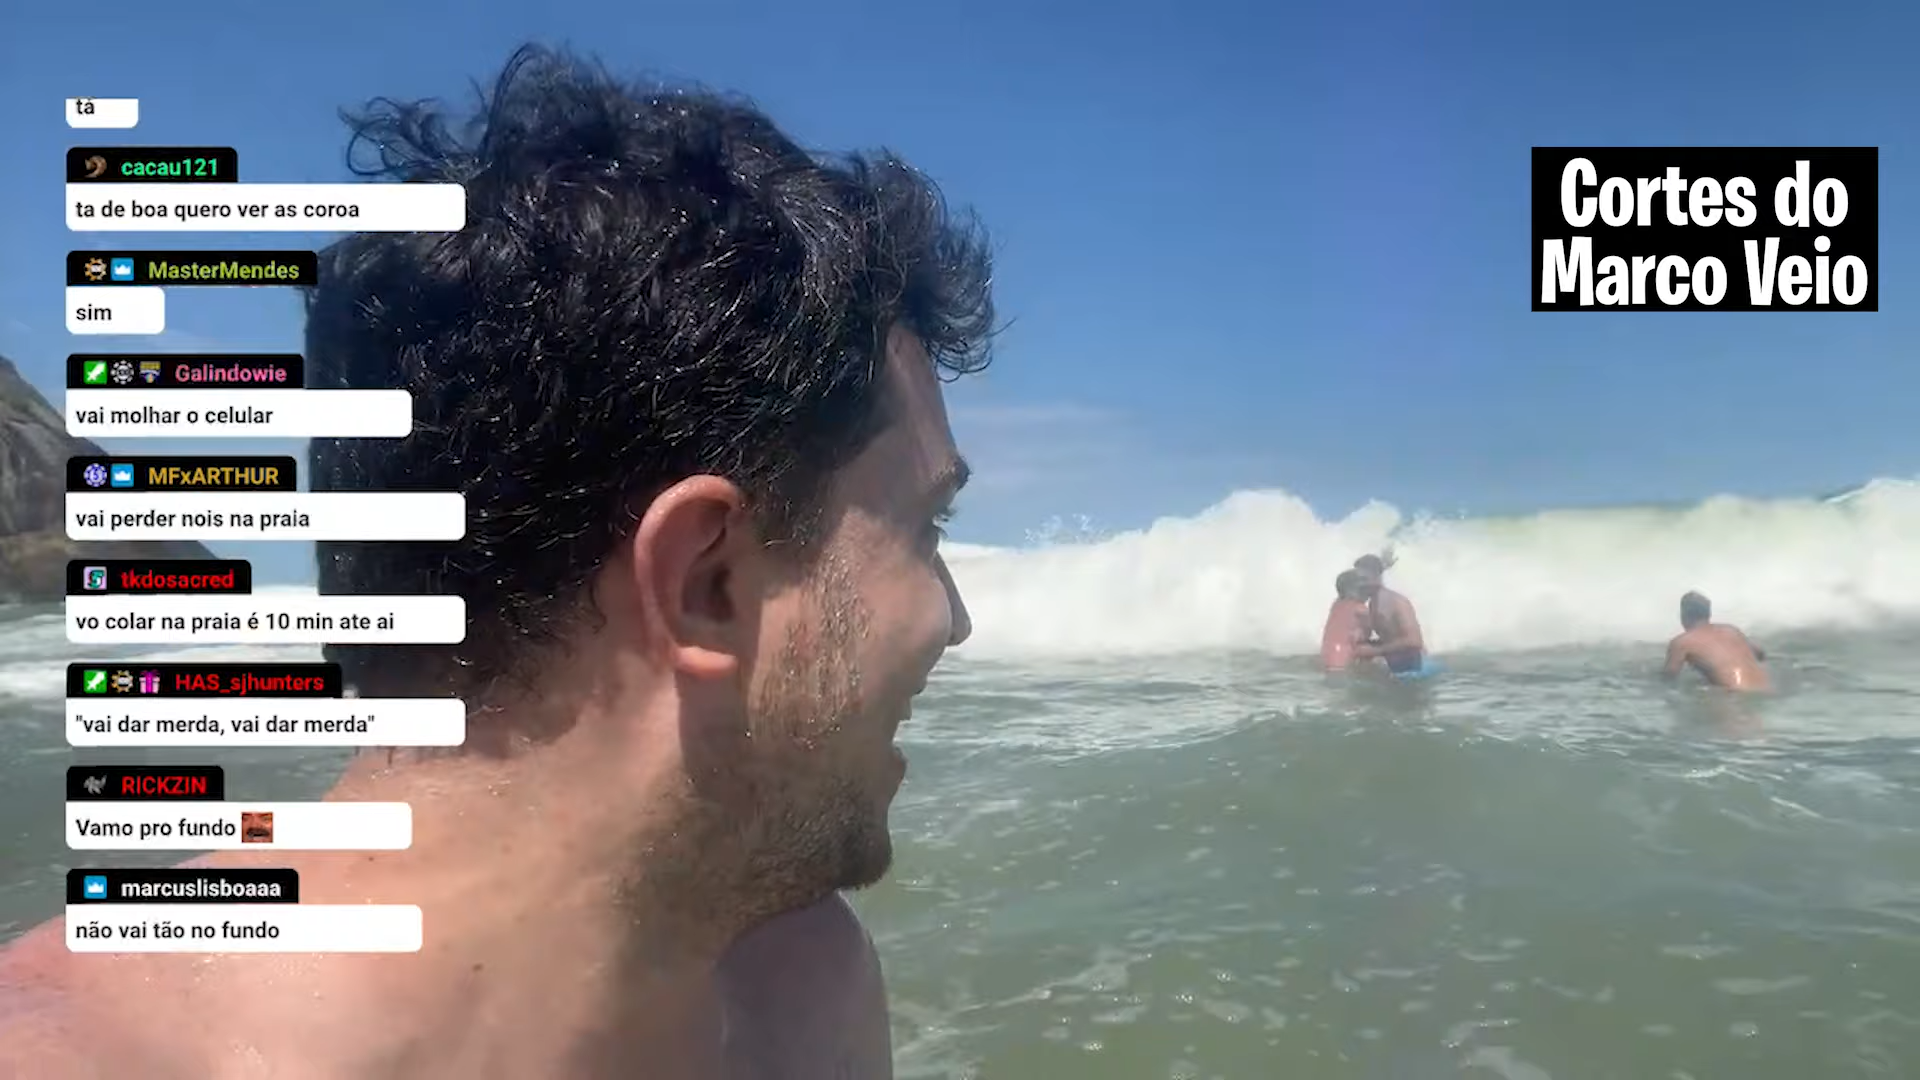 tá
cacau121
ta de boa quero ver as coroa
MasterMendes
sim
Galindowie
vai molhar o celular
MFxARTHUR
vai perder nois na praia
tkdosacred
vo colar na praia é 10 min ate ai
HAS_sjhunters
"vai dar merda, vai dar merda"
RICKZIN
Vamo pro fundo
marcuslisboaaa
não vai tão no fundo
Cortes do
Marco Veio